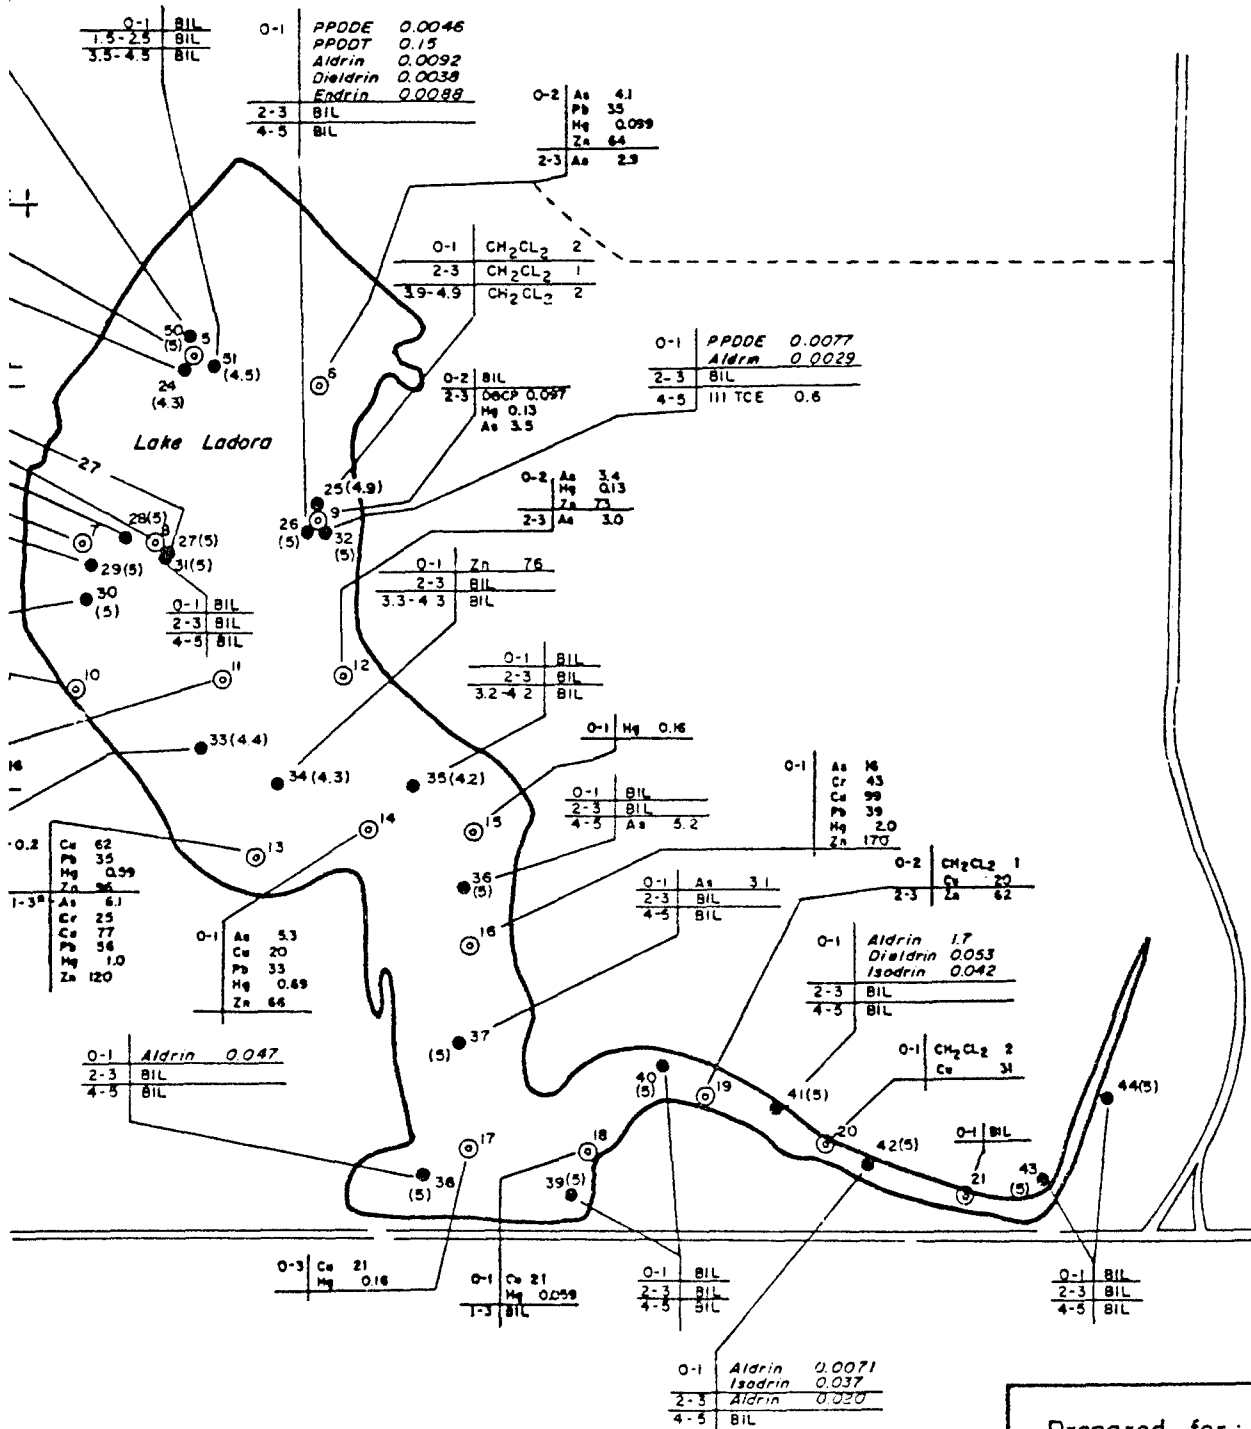 0-1 BIL
1.5-2.5 BIL
3.5-4.5 BIL
0-1 PPDDE 0.0046
PPDDT 0.15
Aldrin 0.0092
Dieldrin 0.0038
Endrin 0.0088
2-3 BIL
4-5 BIL
0-2 As 4.1
Pb 35
Hg 0.099
Zn 64
2-3 As 2.9
0-1 CH2CL2 2
2-3 CH2CL2 1
3.9-4.9 CH2CL2 2
0-1 PPDDE 0.0077
Aldrin 0.0029
2-3 BIL
4-5 111 TCE 0.6
50
(5)
5
51
(4.5)
24
(4.3)
6
0-2 BIL
2-3 DBCP 0.097
Hg 0.13
As 3.5
Lake Ladora
27
25(4.9)
9
26
(5)
32
(5)
0-2 As 3.4
Hg 0.13
Zn 73
2-3 As 3.0
7
28(5)
8
27(5)
31(5)
29(5)
30
(5)
0-1 BIL
2-3 BIL
4-5 BIL
0-1 Zn 76
2-3 BIL
3.3-4.3 BIL
10
11
12
0-1 BIL
2-3 BIL
3.2-4.2 BIL
33(4.4)
34(4.3)
35(4.2)
0-1 Hg 0.16
16
14
15
13
0-1 BIL
2-3 BIL
4-5 As 5.2
0-1 As 16
Cr 43
Cu 99
Pb 39
Hg 2.0
Zn 170
-0.2 Cu 62
Pb 35
Hg 0.59
Zn 96
1-3 As 6.1
Cr 25
Cu 77
Pb 56
Hg 1.0
Zn 120
36
(5)
0-1 As 3.1
2-3 BIL
4-5 BIL
0-2 CH2CL2 1
Cu 20
2-3 Zn 62
0-1 As 5.3
Cu 20
Pb 33
Hg 0.69
Zn 66
16
0-1 Aldrin 1.7
Dieldrin 0.053
Isodrin 0.042
2-3 BIL
4-5 BIL
37
(5)
0-1 Aldrin 0.047
2-3 BIL
4-5 BIL
0-1 CH2CL2 2
Cu 31
40
(5)
19
41(5)
44(5)
20
42(5)
0-1 BIL
21
43
(5)
17
18
38
(5)
39(5)
0-3 Cu 21
Hg 0.16
0-1 Cu 21
Hg 0.059
1-3 BIL
0-1 BIL
2-3 BIL
4-5 BIL
0-1 BIL
2-3 BIL
4-5 BIL
0-1 Aldrin 0.0071
Isodrin 0.037
2-3 Aldrin 0.020
4-5 BIL
Prepared for: